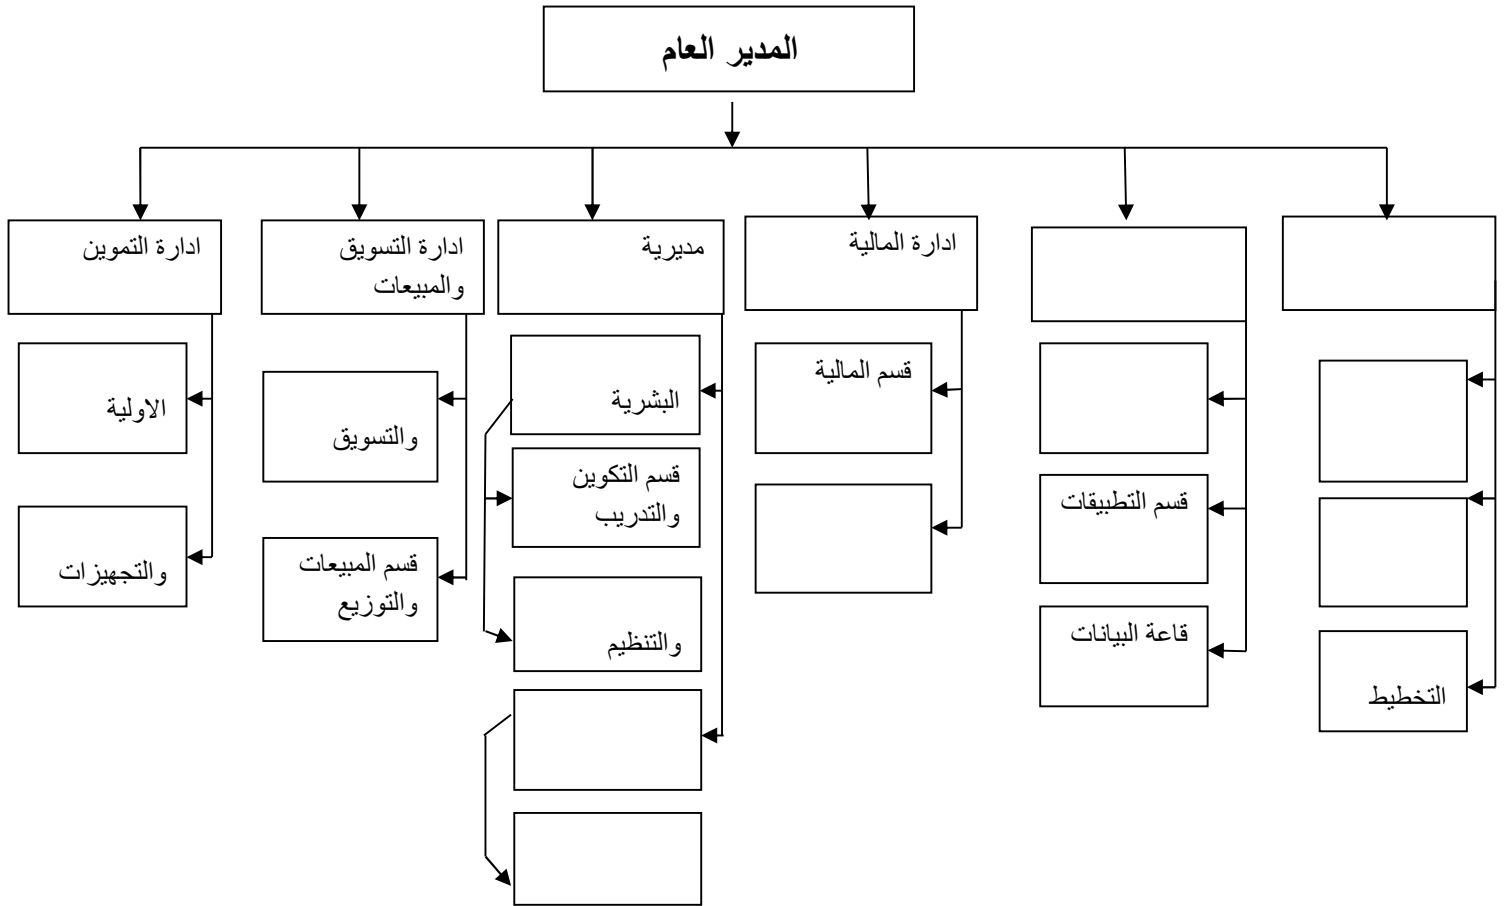 المدير العام
ادارة المالية
مديرية
ادارة التسويق
والمبيعات
ادارة التموين
التخطيط
قسم التطبيقات
قاعة البيانات
قسم المالية
البشرية
قسم التكوين
والتدريب
والتنظيم
والتسويق
قسم المبيعات
والتوزيع
الاولية
والتجهيزات